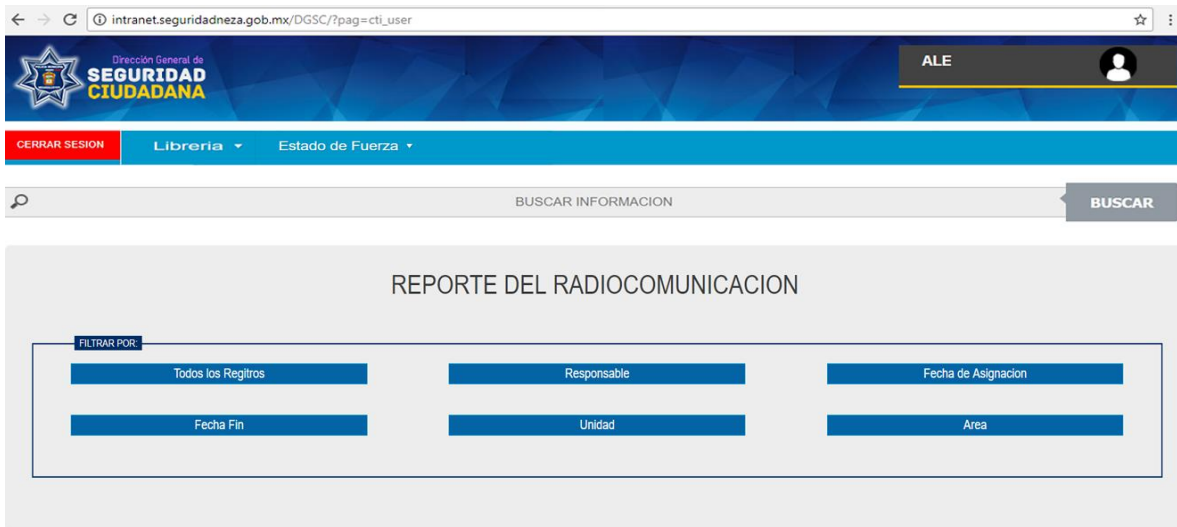 intranet.seguridadneza.gob.mx/DGSC/?pag=cti_user
Dirección General de
SEGURIDAD
CIUDADANA
ALE
CERRAR SESION
Libreria
Estado de Fuerza
BUSCAR INFORMACION
BUSCAR
REPORTE DEL RADIOCOMUNICACION
FILTRAR POR:
Todos los Regitros
Responsable
Fecha de Asignacion
Fecha Fin
Unidad
Area